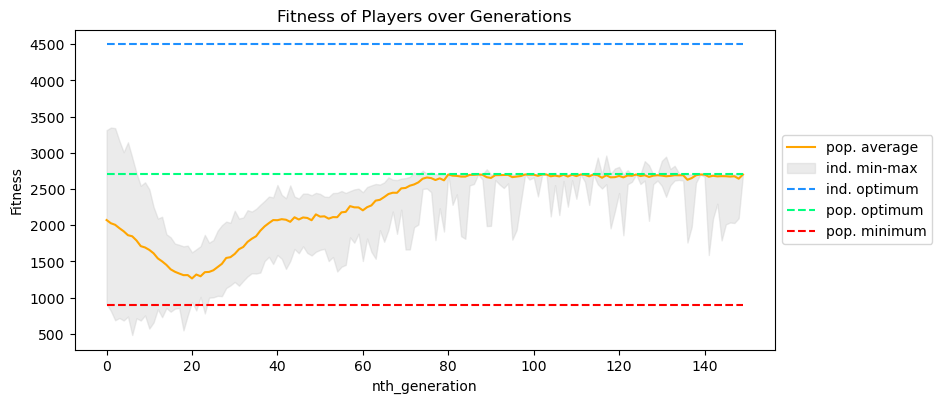 Fitness of Players over Generations
Fitness
4500
4000
3500
3000
2500
2000
1500
1000
500
0
20
40
60
80
100
120
140
nth_generation
pop. average
ind. min-max
ind. optimum
pop. optimum
pop. minimum